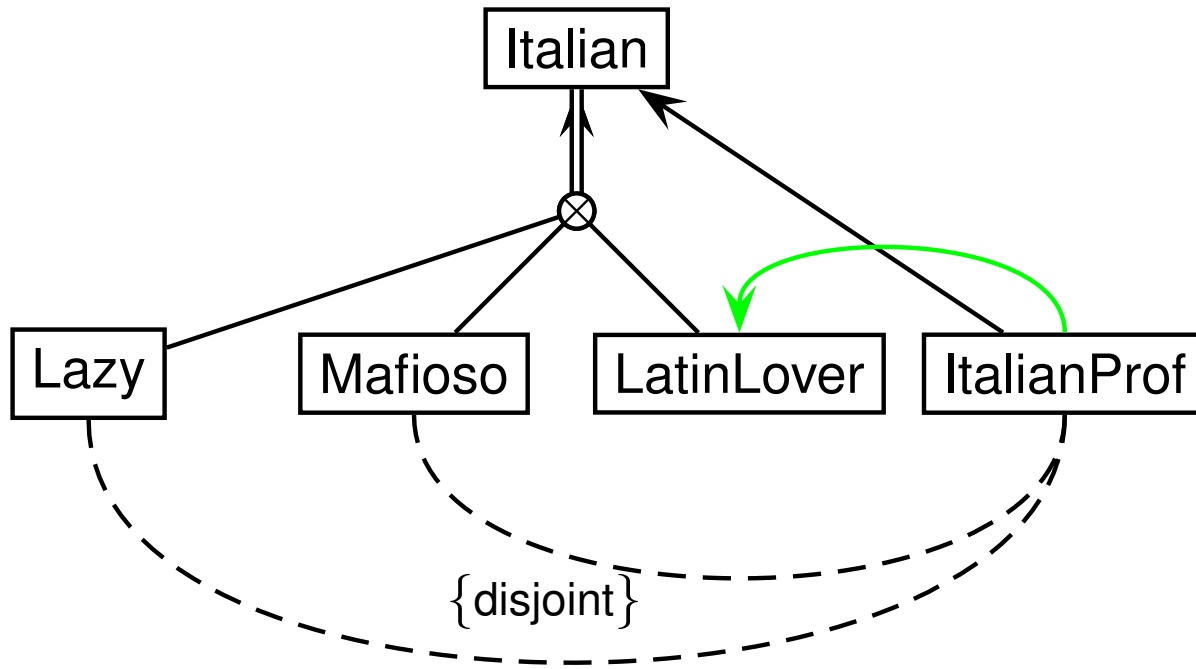 Italian
Lazy
Mafioso
LatinLover
ItalianProf
{disjoint}